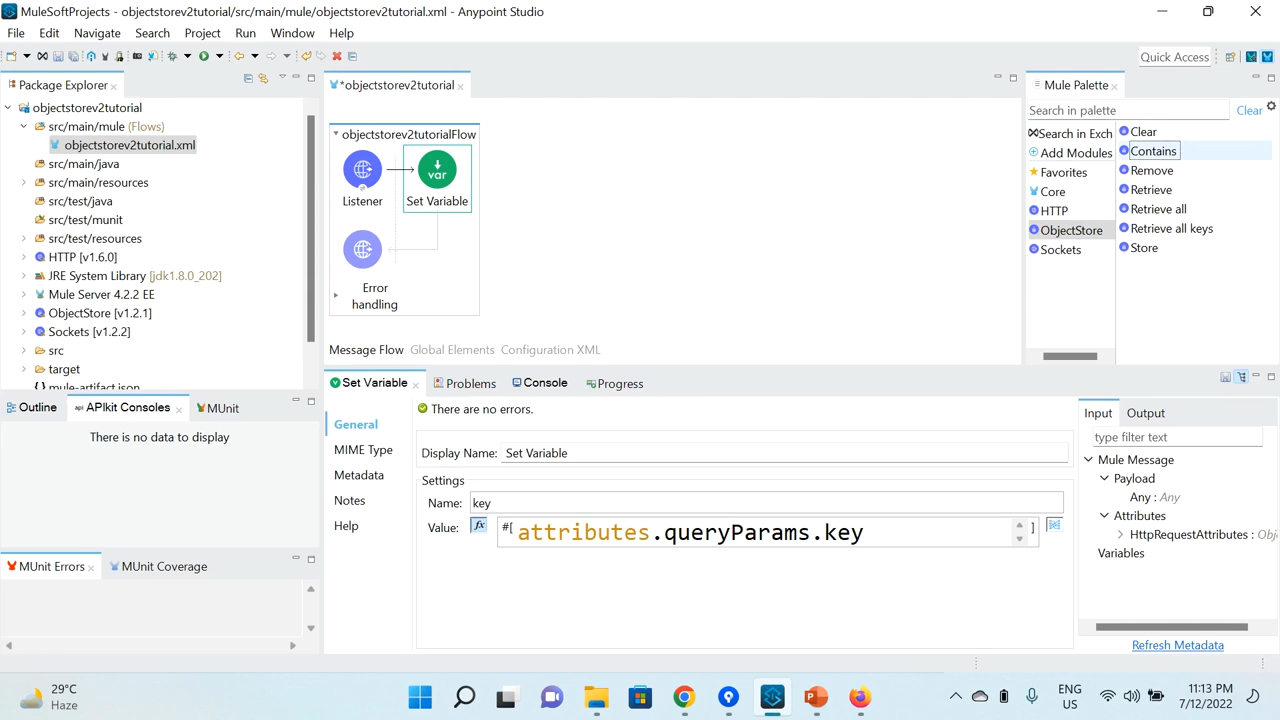 MuleSoftProjects - objectstorev2tutorial/src/main/mule/objectstorev2tutorial.xml - Anypoint Studio
File Edit Navigate Search Project Run Window Help
Quick Access
Package Explorer
objectstorev2tutorial
src/main/mule (Flows)
objectstorev2tutorial.xml
src/main/java
src/main/resources
src/test/java
src/test/munit
src/test/resources
HTTP [v1.6.0]
JRE System Library [jdk1.8.0_202]
Mule Server 4.2.2 EE
ObjectStore [v1.2.1]
Sockets [v1.2.2]
src
target
mule-artifact.json
*objectstorev2tutorial
objectstorev2tutorialFlow
var
Listener
Set Variable
Error
handling
Message Flow Global Elements Configuration XML
Mule Palette
Search in palette
Clear
Search in Exch
Add Modules
Favorites
Core
HTTP
ObjectStore
Sockets
Clear
Contains
Remove
Retrieve
Retrieve all
Retrieve all keys
Store
Outline
API APIkit Consoles
MUnit
There is no data to display
MUnit Errors
MUnit Coverage
Set Variable
Problems
Console
Progress
General
MIME Type
Metadata
Notes
Help
There are no errors.
Display Name: Set Variable
Settings
Name: key
Value: fx #[ attributes.queryParams.key ]
Input Output
type filter text
Mule Message
Payload
Any : Any
Attributes
HttpRequestAttributes : Obj
Variables
Refresh Metadata
29°C
Haze
ENG
US
11:13 PM
7/12/2022